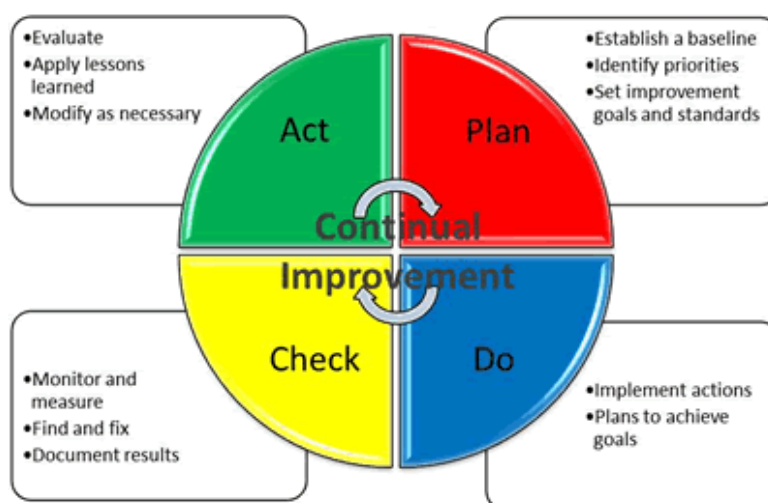 •Evaluate
•Apply lessons
learned
•Modify as necessary
•Establish a baseline
•Identify priorities
•Set improvement
goals and standards
Act
Plan
Continual
Improvement
Check
Do
•Monitor and
measure
•Find and fix
•Document results
•Implement actions
•Plans to achieve
goals